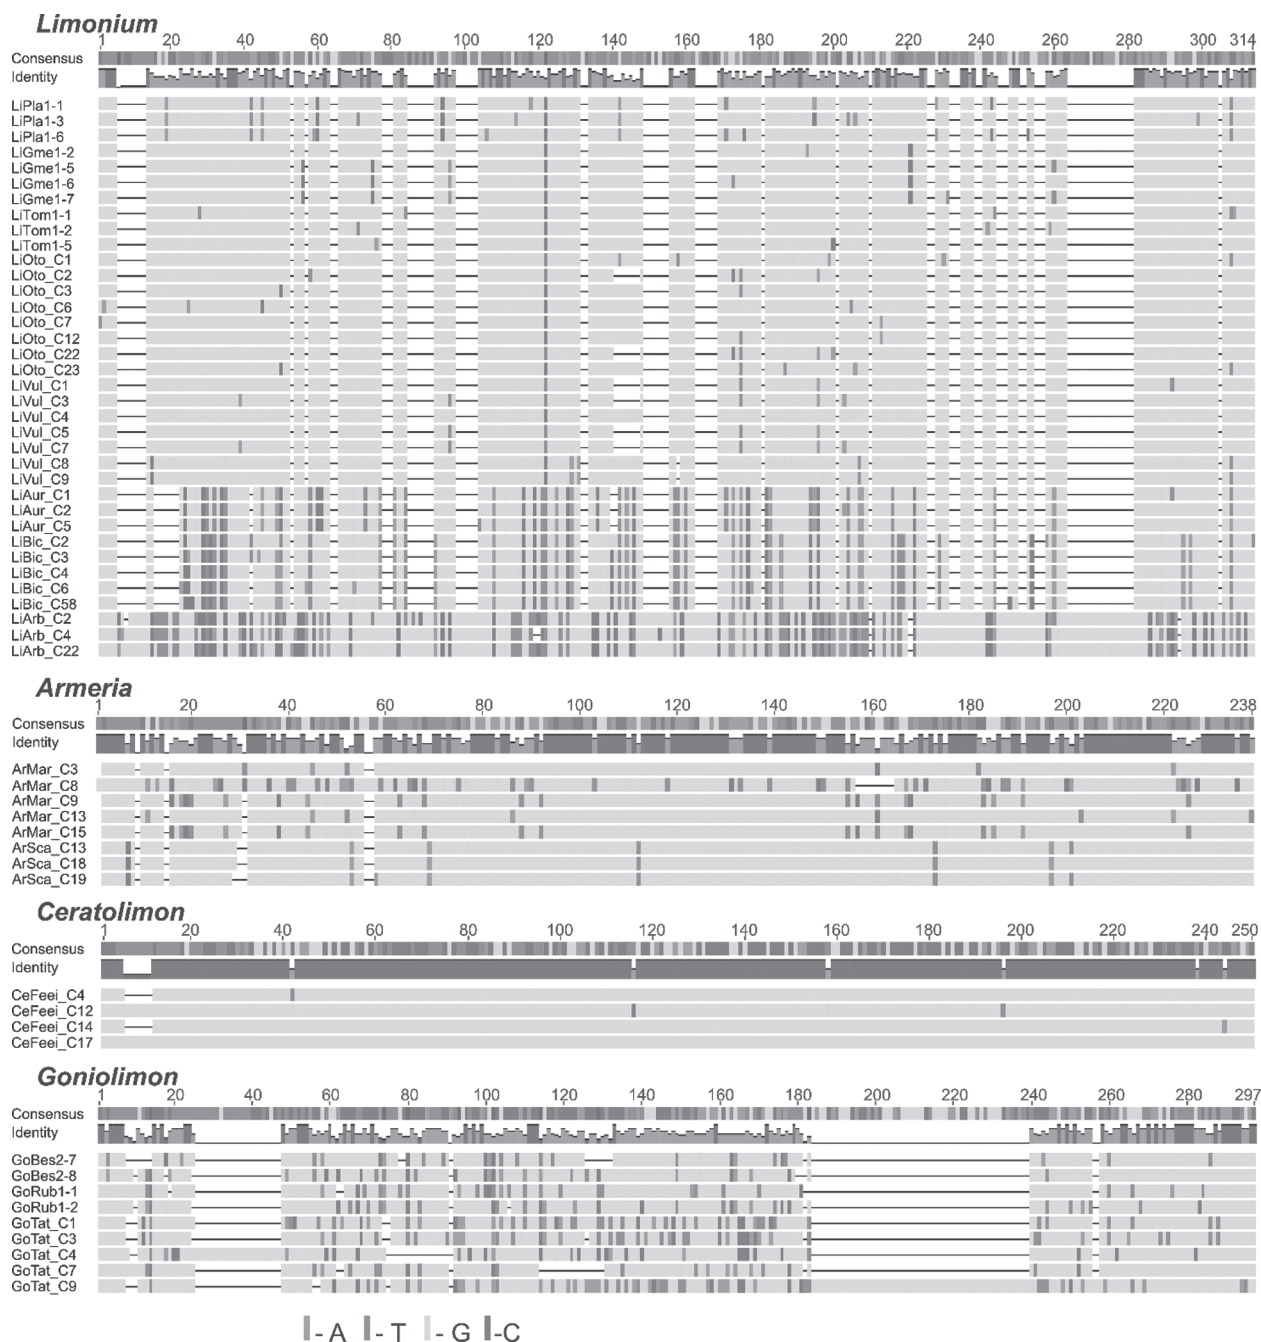 Limonium
1 20 40 60 80 100 120 140 160 180 200 220 240 260 280 300 314
Consensus
Identity
LiPla1-1
LiPla1-3
LiPla1-6
LiGme1-2
LiGme1-5
LiGme1-6
LiGme1-7
LiTom1-1
LiTom1-2
LiTom1-5
LiOto_C1
LiOto_C2
LiOto_C3
LiOto_C6
LiOto_C7
LiOto_C12
LiOto_C22
LiOto_C23
LiVul_C1
LiVul_C3
LiVul_C4
LiVul_C5
LiVul_C7
LiVul_C8
LiVul_C9
LiAur_C1
LiAur_C2
LiAur_C5
LiBic_C2
LiBic_C3
LiBic_C4
LiBic_C6
LiBic_C58
LiArb_C2
LiArb_C4
LiArb_C22
Armeria
1 20 40 60 80 100 120 140 160 180 200 220 238
Consensus
Identity
ArMar_C3
ArMar_C8
ArMar_C9
ArMar_C13
ArMar_C15
ArSca_C13
ArSca_C18
ArSca_C19
Ceratolimon
1 20 40 60 80 100 120 140 160 180 200 220 240 250
Consensus
Identity
CeFeei_C4
CeFeei_C12
CeFeei_C14
CeFeei_C17
Goniolimon
1 20 40 60 80 100 120 140 160 180 200 220 240 260 280 297
Consensus
Identity
GoBes2-7
GoBes2-8
GoRub1-1
GoRub1-2
GoTat_C1
GoTat_C3
GoTat_C4
GoTat_C7
GoTat_C9
- A - T - G -C